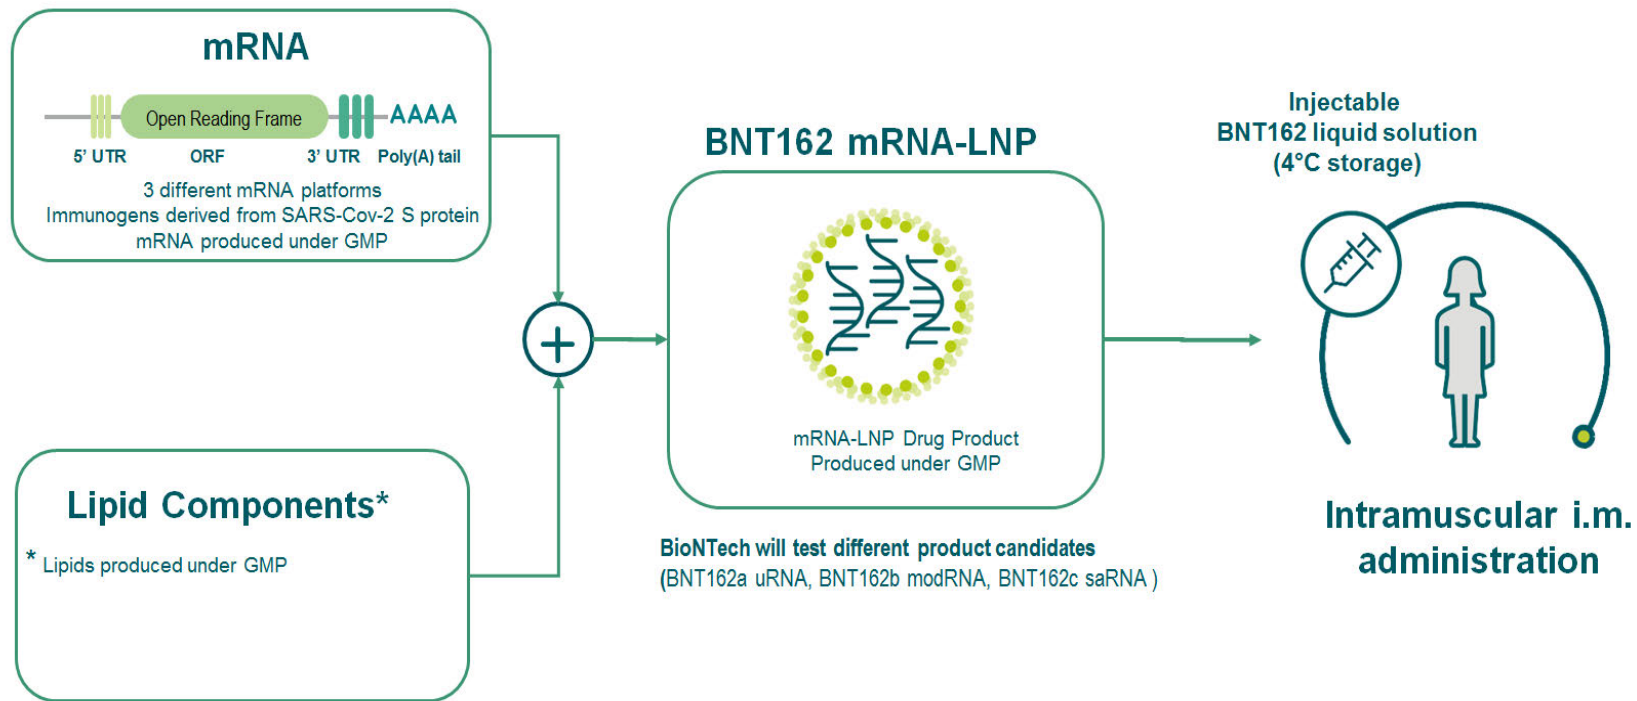 mRNA
Open Reading Frame
AAAA
5' UTR ORF 3' UTR Poly(A) tail
3 different mRNA platforms
Immunogens derived from SARS-Cov-2 S protein
mRNA produced under GMP
Lipid Components*
* Lipids produced under GMP
+
BNT162 mRNA-LNP
mRNA-LNP Drug Product
Produced under GMP
BioNTech will test different product candidates
(BNT162a uRNA, BNT162b modRNA, BNT162c saRNA )
Injectable
BNT162 liquid solution
(4°C storage)
Intramuscular i.m.
administration